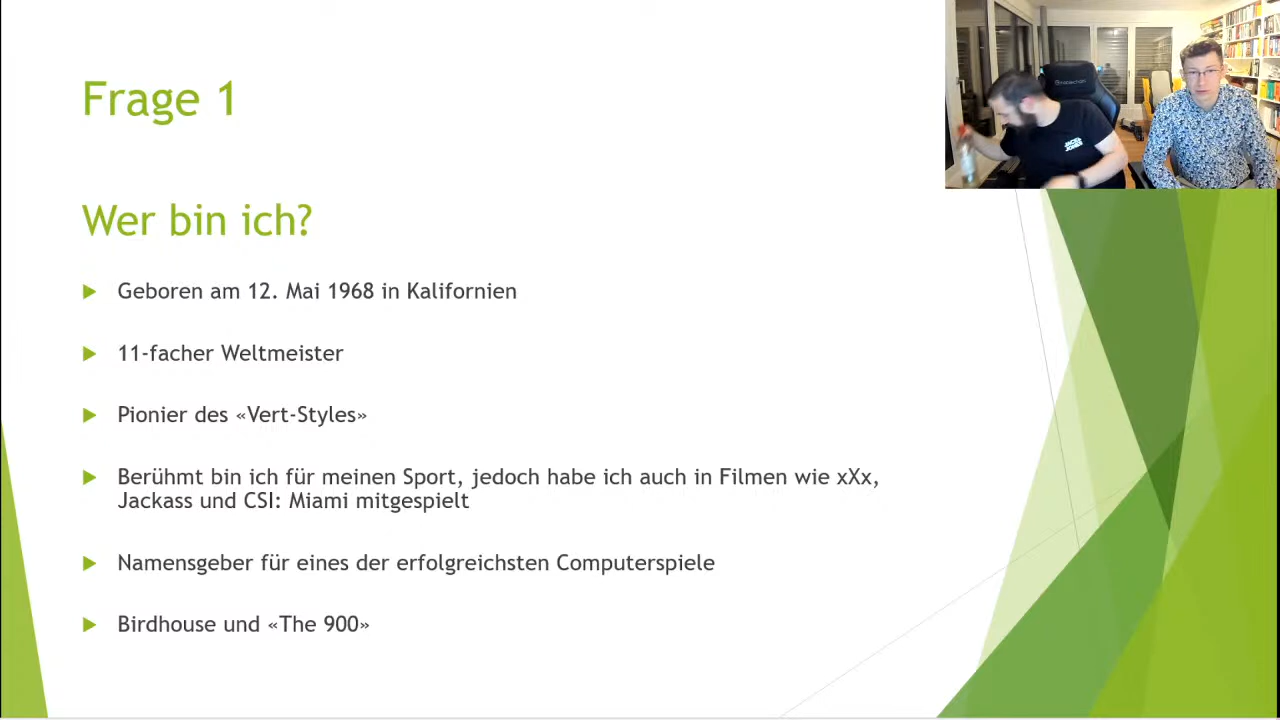 Frage 1
Wer bin ich?
Geboren am 12. Mai 1968 in Kalifornien
11-facher Weltmeister
Pionier des «Vert-Styles»
Berühmt bin ich für meinen Sport, jedoch habe ich auch in Filmen wie xXx,
Jackass und CSI: Miami mitgespielt
Namensgeber für eines der erfolgreichsten Computerspiele
Birdhouse und «The 900»
JACK&
JONES